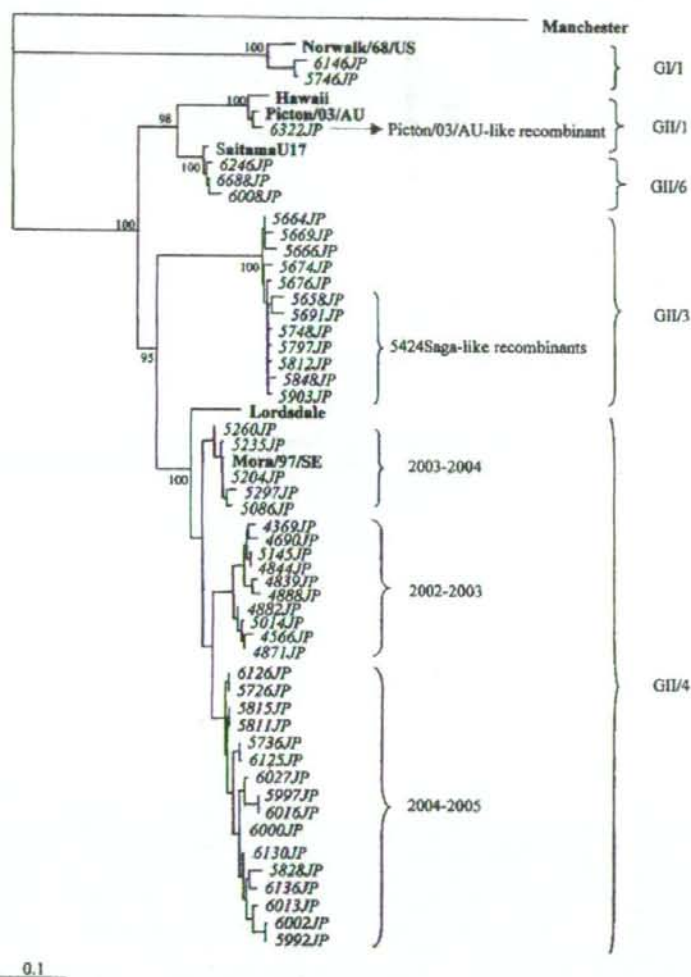 Manchester
100
Norwalk/68/US
6146JP
5746JP
GI/1
98
100
Hawaii
Picton/03/AU
6322JP
Picton/03/AU-like recombinant
GII/1
SaitamaU17
100
6246JP
6688JP
6008JP
GII/6
100
5664JP
5669JP
5666JP
100
5674JP
5676JP
5658JP
5691JP
5748JP
5797JP
5812JP
5848JP
5903JP
5424Saga-like recombinants
GII/3
95
Lordsdale
5260JP
5235JP
Mora/97/SE
5204JP
100
5297JP
5086JP
2003-2004
4369JP
4690JP
5145JP
4844JP
4839JP
4888JP
4882JP
5014JP
4566JP
4871JP
2002-2003
6126JP
5726JP
5815JP
5811JP
5736JP
6125JP
6027JP
5997JP
6016JP
6000JP
6130JP
5828JP
6136JP
6013JP
6002JP
5992JP
2004-2005
GII/4
0.1